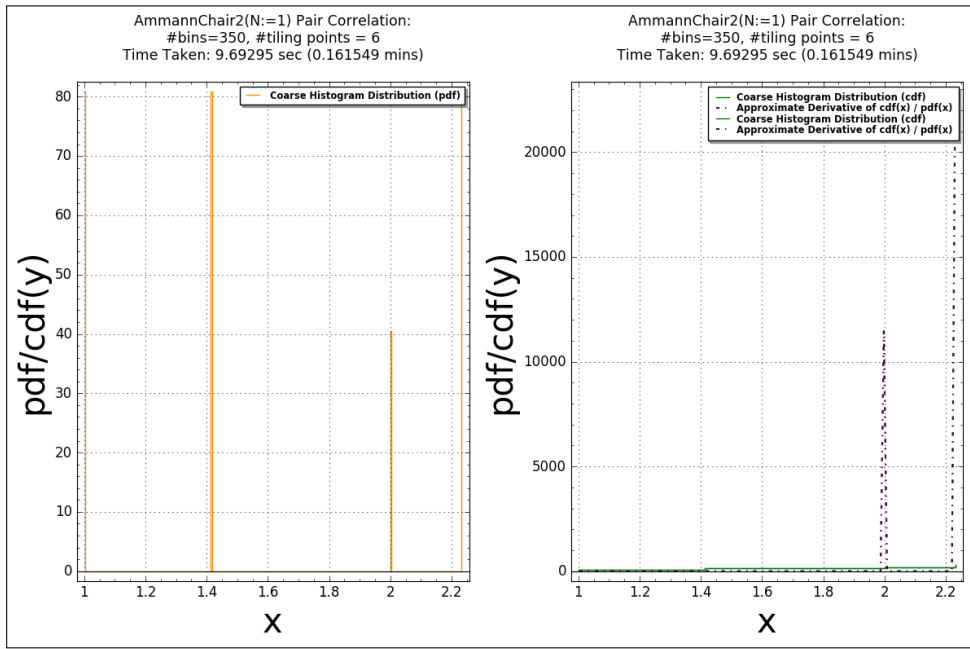 AmmannChair2(N:=1) Pair Correlation:
#bins=350, #tiling points = 6
Time Taken: 9.69295 sec (0.161549 mins)
Coarse Histogram Distribution (pdf)
80
70
60
50
40
30
20
10
0
pdf/cdf(y)
1
1.2
1.4
1.6
1.8
2
2.2
x
AmmannChair2(N:=1) Pair Correlation:
#bins=350, #tiling points = 6
Time Taken: 9.69295 sec (0.161549 mins)
Coarse Histogram Distribution (cdf)
Approximate Derivative of cdf(x) / pdf(x)
Coarse Histogram Distribution (cdf)
Approximate Derivative of cdf(x) / pdf(x)
20000
15000
10000
5000
0
pdf/cdf(y)
1
1.2
1.4
1.6
1.8
2
2.2
x